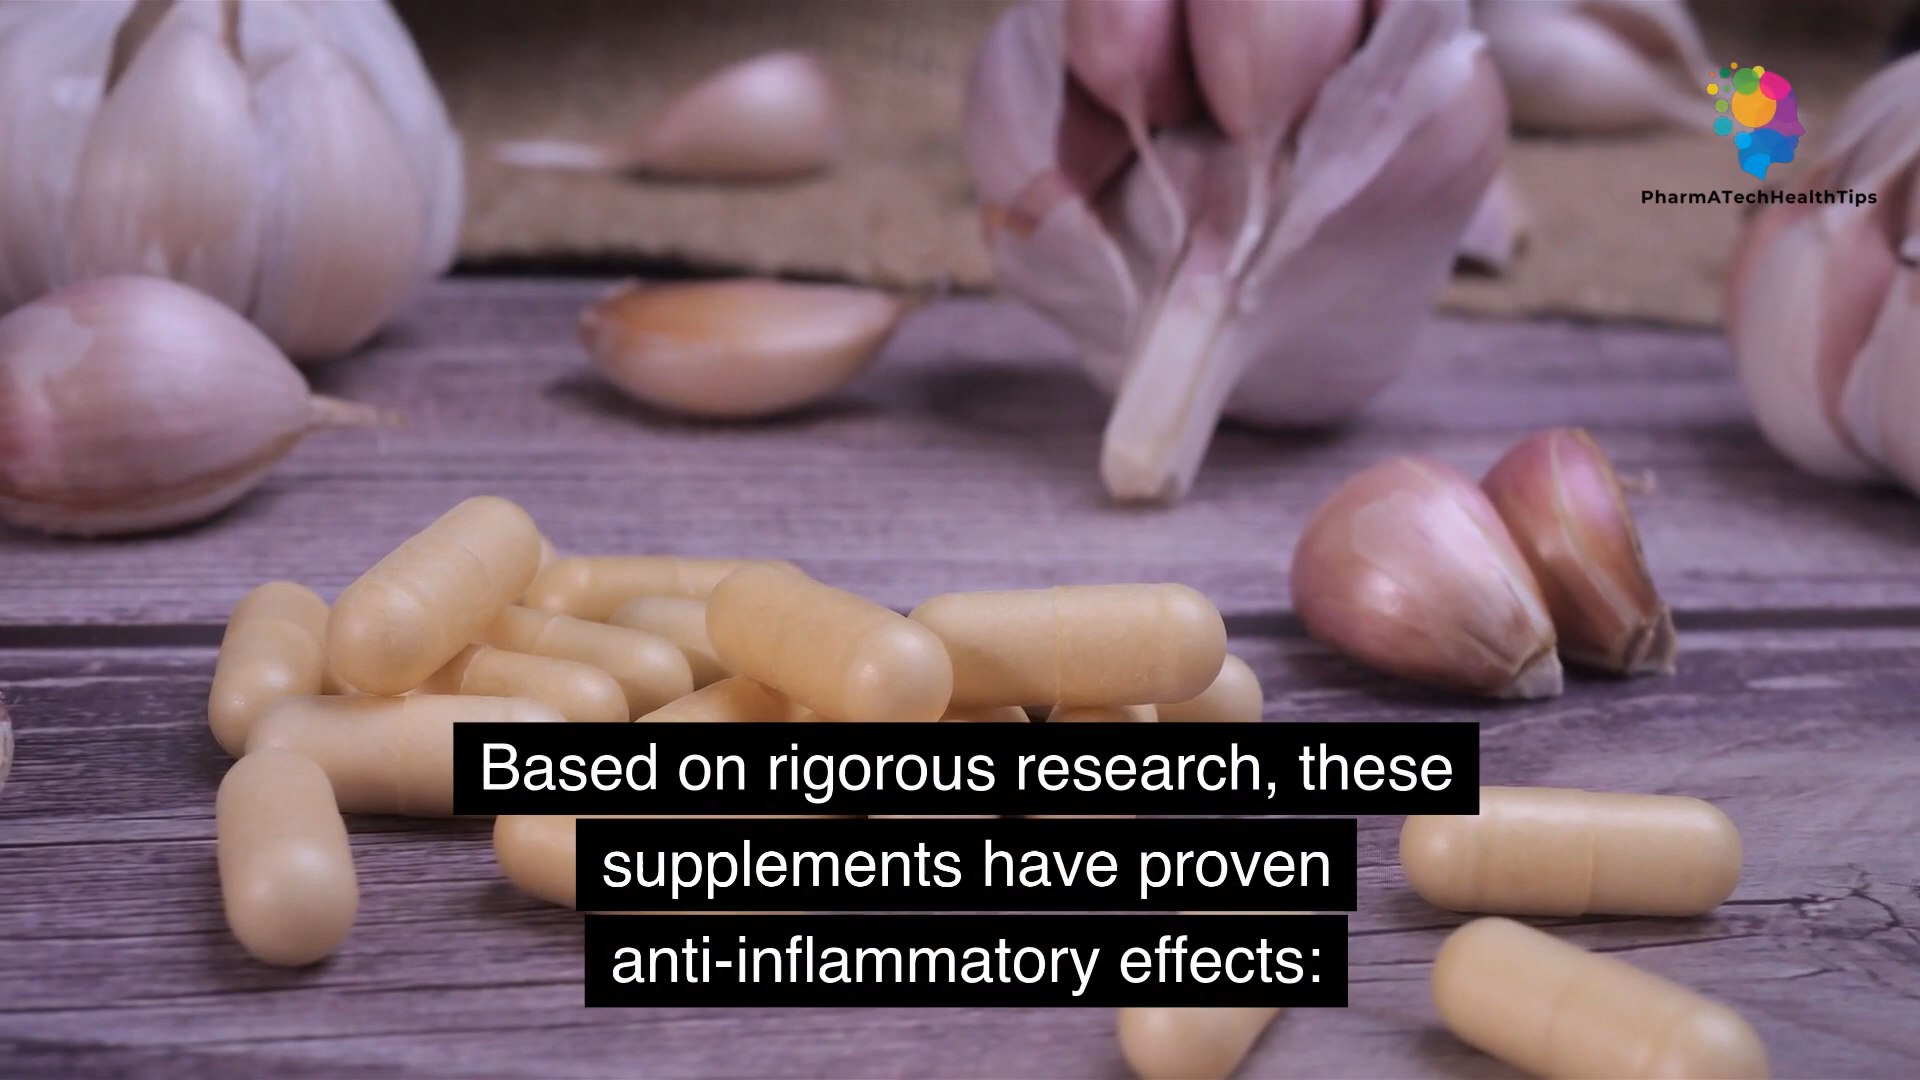 PharmATechHealthTips
Based on rigorous research, these
supplements have proven
anti-inflammatory effects: